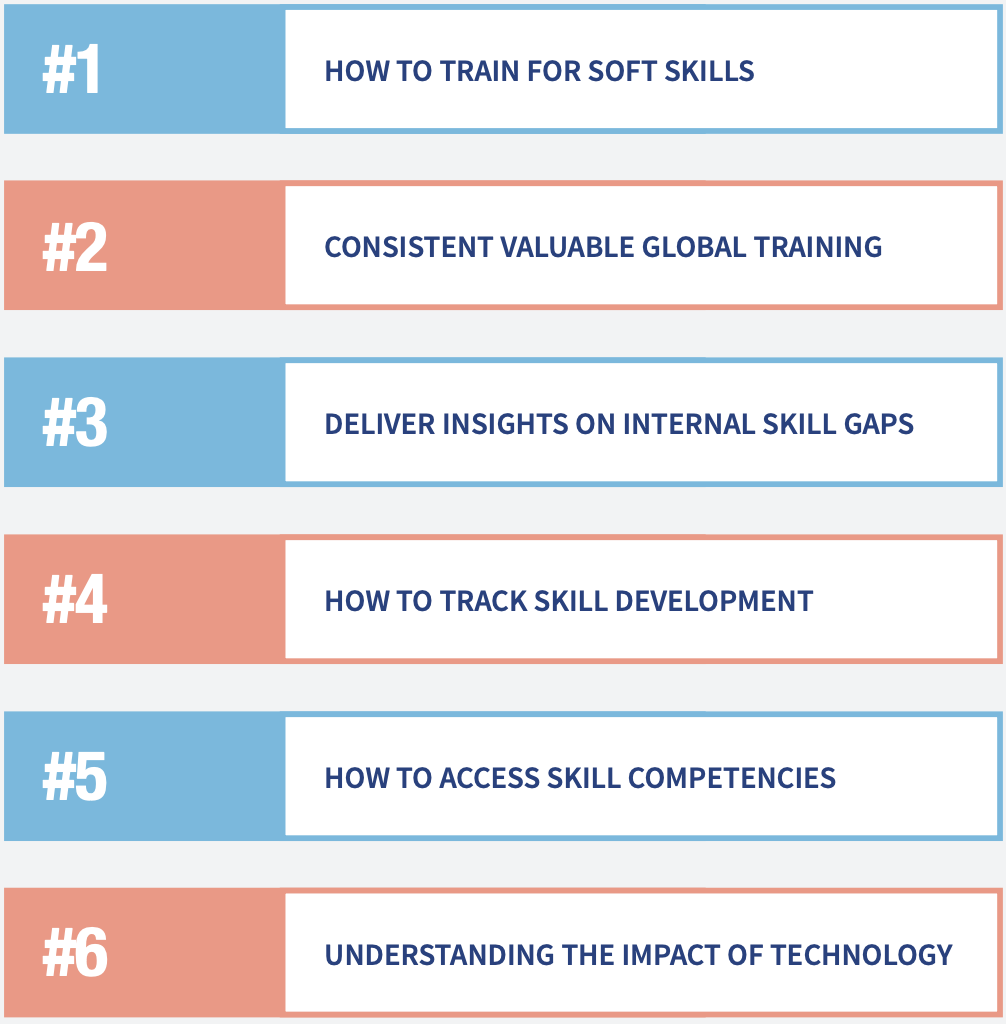 #1
HOW TO TRAIN FOR SOFT SKILLS
#2
CONSISTENT VALUABLE GLOBAL TRAINING
#3
DELIVER INSIGHTS ON INTERNAL SKILL GAPS
#4
HOW TO TRACK SKILL DEVELOPMENT
#5
HOW TO ACCESS SKILL COMPETENCIES
#6
UNDERSTANDING THE IMPACT OF TECHNOLOGY